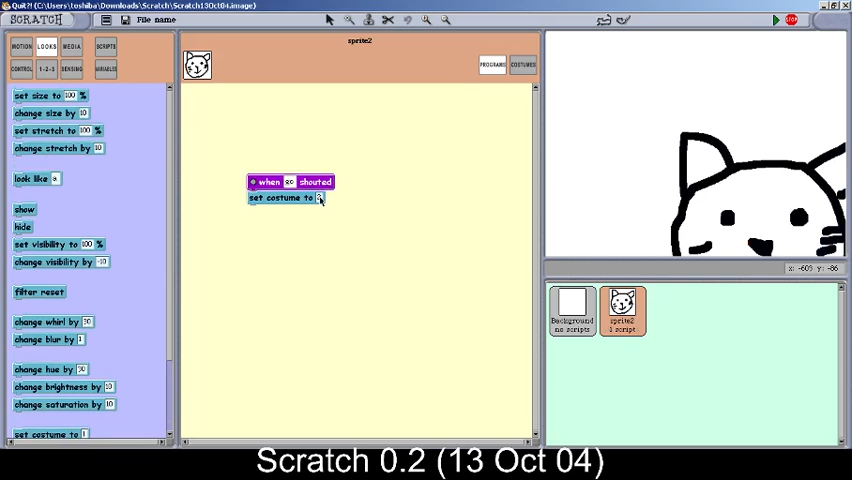 Quit?! (C:\Users\toshiba\Downloads\Scratch\Scratch13Oct04.image)
SCRATCH
File name
MOTION
LOOKS
MEDIA
SCRIPTS
CONTROL
1-2-3
SENSING
VARIABLES
sprite2
PROGRAMS
COSTUMES
set size to 100 %
change size by 10
set stretch to 100 %
change stretch by 10
look like a
show
hide
set visibility to 100 %
change visibility by -10
filter reset
change whirl by 30
change blur by 1
change hue by 30
change brightness by 10
change saturation by 10
set costume to 1
when go shouted
set costume to
x: -603 y: -86
Background
no scripts
sprite2
1 script
Scratch 0.2 (13 Oct 04)